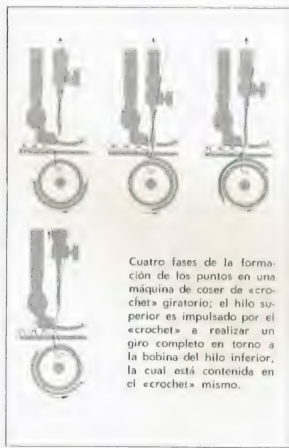 Cuatro fases de la forma-
ción de los puntos en una
máquina de coser de «cro-
chet» giratorio; el hilo su-
perior es impulsado por el
«crochet» a realizar un
giro completo en torno a
la bobina del hilo inferior,
la cual está contenida en
el «crochet» mismo.